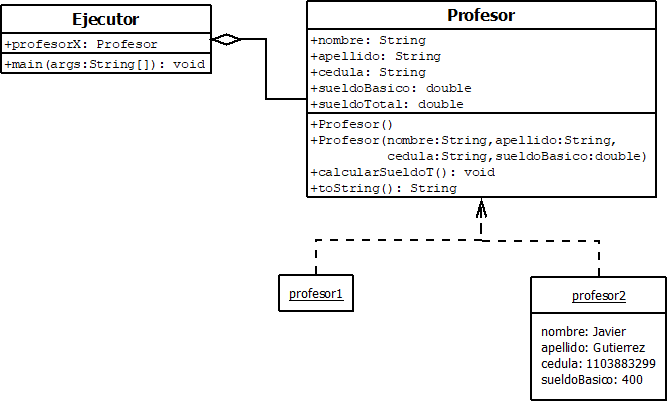 Ejecutor
+profesorX: Profesor
+main(args:String[]): void
Profesor
+nombre: String
+apellido: String
+cedula: String
+sueldoBasico: double
+sueldoTotal: double
+Profesor()
+Profesor(nombre:String,apellido:String,
cedula:String,sueldoBasico:double)
+calcularSueldoT(): void
+toString(): String
profesor1
profesor2
nombre: Javier
apellido: Gutierrez
cedula: 1103883299
sueldoBasico: 400